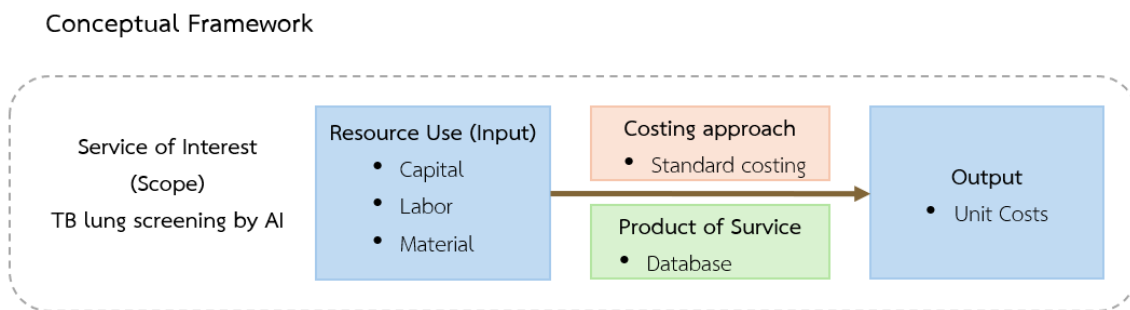 Conceptual Framework
Service of Interest
(Scope)
TB lung screening by AI
Resource Use (Input)
• Capital
• Labor
• Material
Costing approach
• Standard costing
Product of Survice
• Database
Output
• Unit Costs